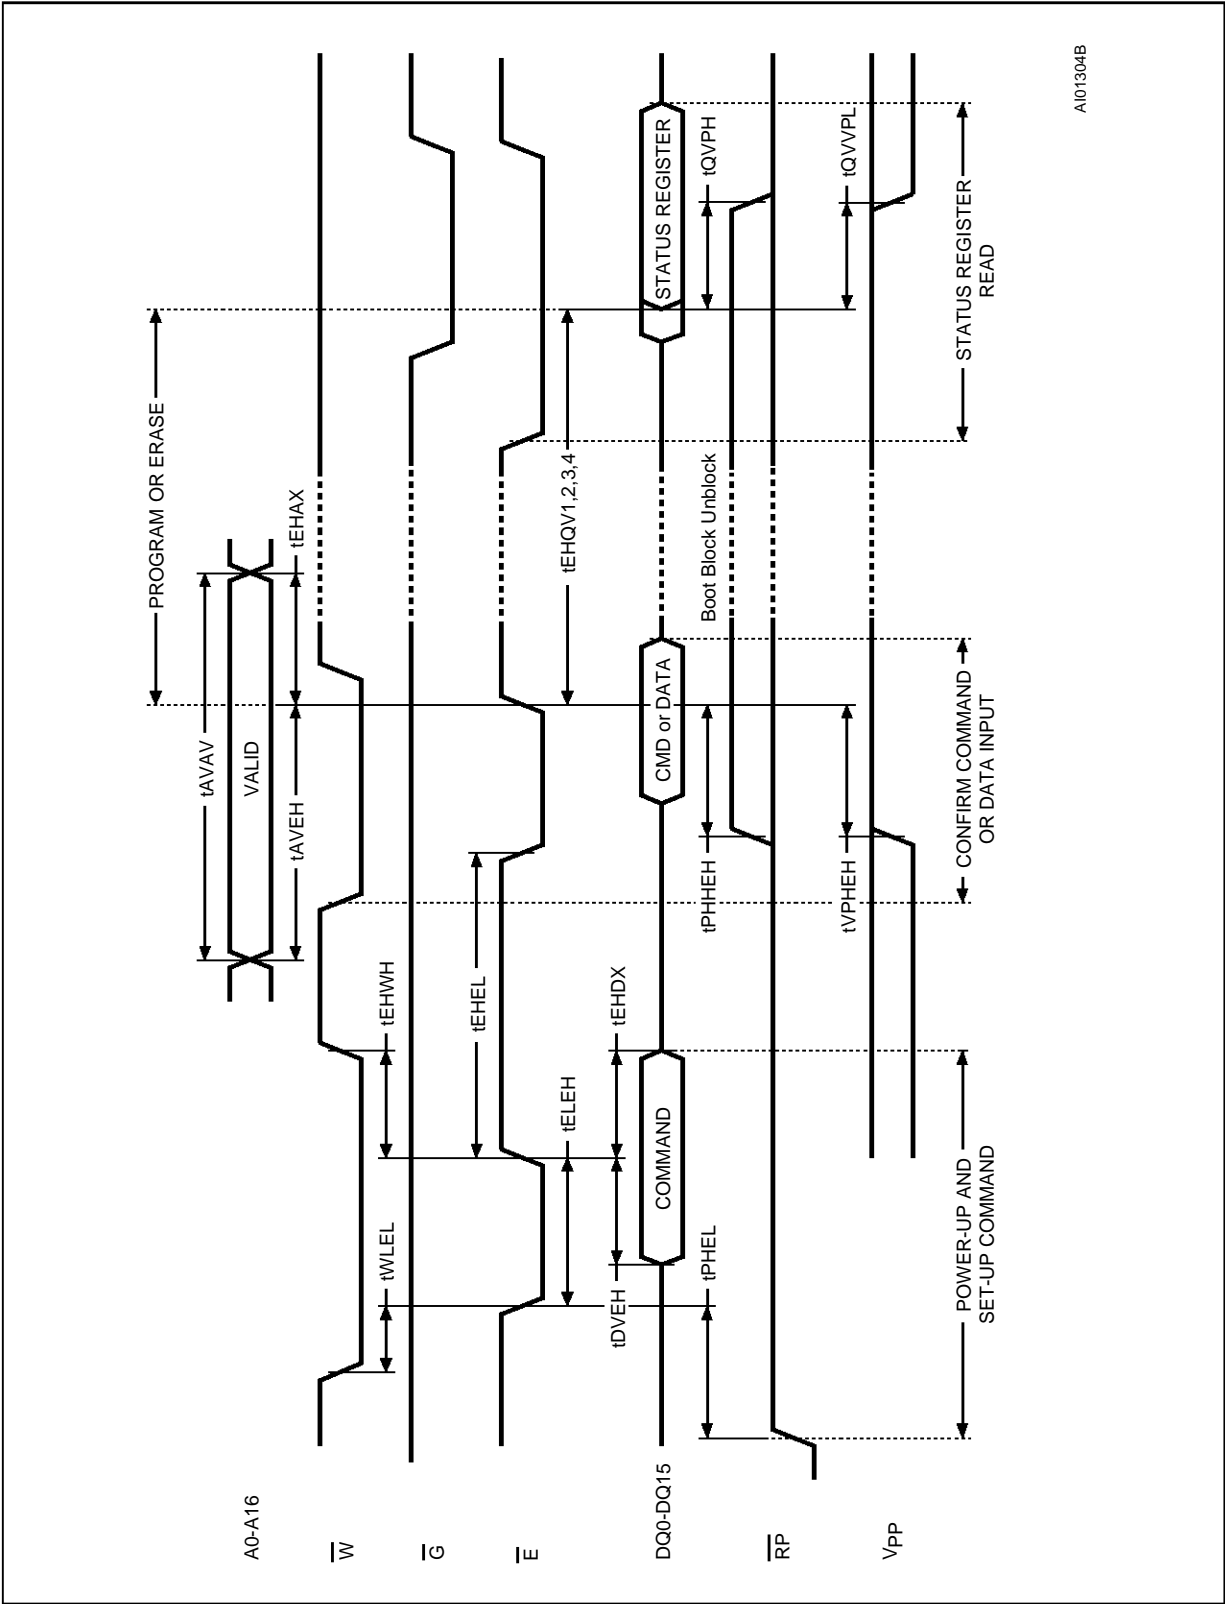 PROGRAM OR ERASE
tAVAV
A0-A16
VALID
tAVEH
tEHAX
W
tWLEL
tEHWH
G
tEHEL
E
tELEH
tEHQV1,2,3,4
tDVEH
tEHDX
DQ0-DQ15
COMMAND
CMD or DATA
STATUS REGISTER
tPHEL
tPHHEH
Boot Block Unblock
tQVPH
RP
tVPHEH
tQVVPL
VPP
POWER-UP AND
SET-UP COMMAND
CONFIRM COMMAND
OR DATA INPUT
STATUS REGISTER
READ
AI01304B